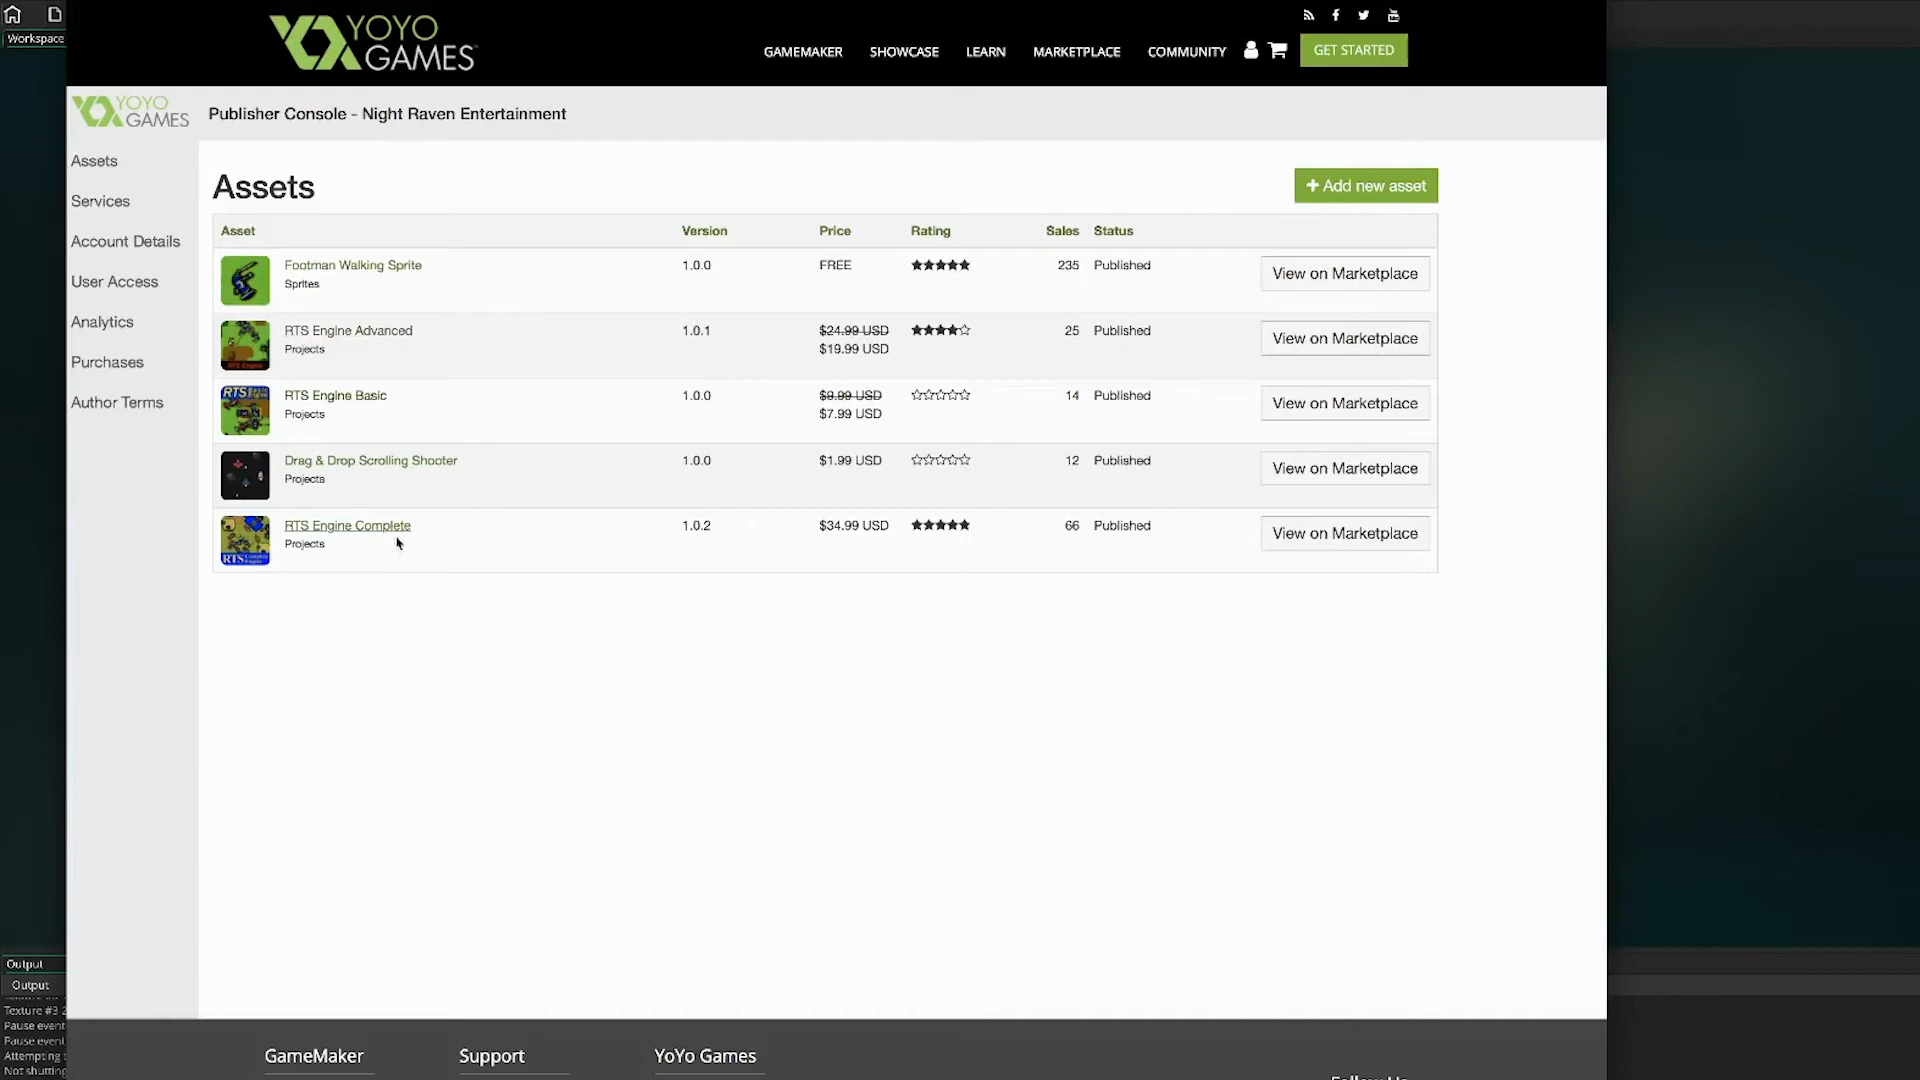 Workspace
YOYO
GAMES
GAMEMAKER SHOWCASE LEARN MARKETPLACE COMMUNITY GET STARTED
YOYO
GAMES
Publisher Console - Night Raven Entertainment
Assets
Services
Account Details
User Access
Analytics
Purchases
Author Terms
Assets
+ Add new asset
Asset Version Price Rating Sales Status
Footman Walking Sprite 1.0.0 FREE 235 Published View on Marketplace
Sprites
RTS Engine Advanced 1.0.1 $24.99 USD 25 Published View on Marketplace
Projects $19.99 USD
RTS Engine Basic 1.0.0 $9.99 USD 14 Published View on Marketplace
Projects $7.99 USD
Drag & Drop Scrolling Shooter 1.0.0 $1.99 USD 12 Published View on Marketplace
Projects
RTS Engine Complete 1.0.2 $34.99 USD 66 Published View on Marketplace
Projects
Output
Output
Texture #3
Pause event
Pause event
Attempting
Not shutting
GameMaker Support YoYo Games